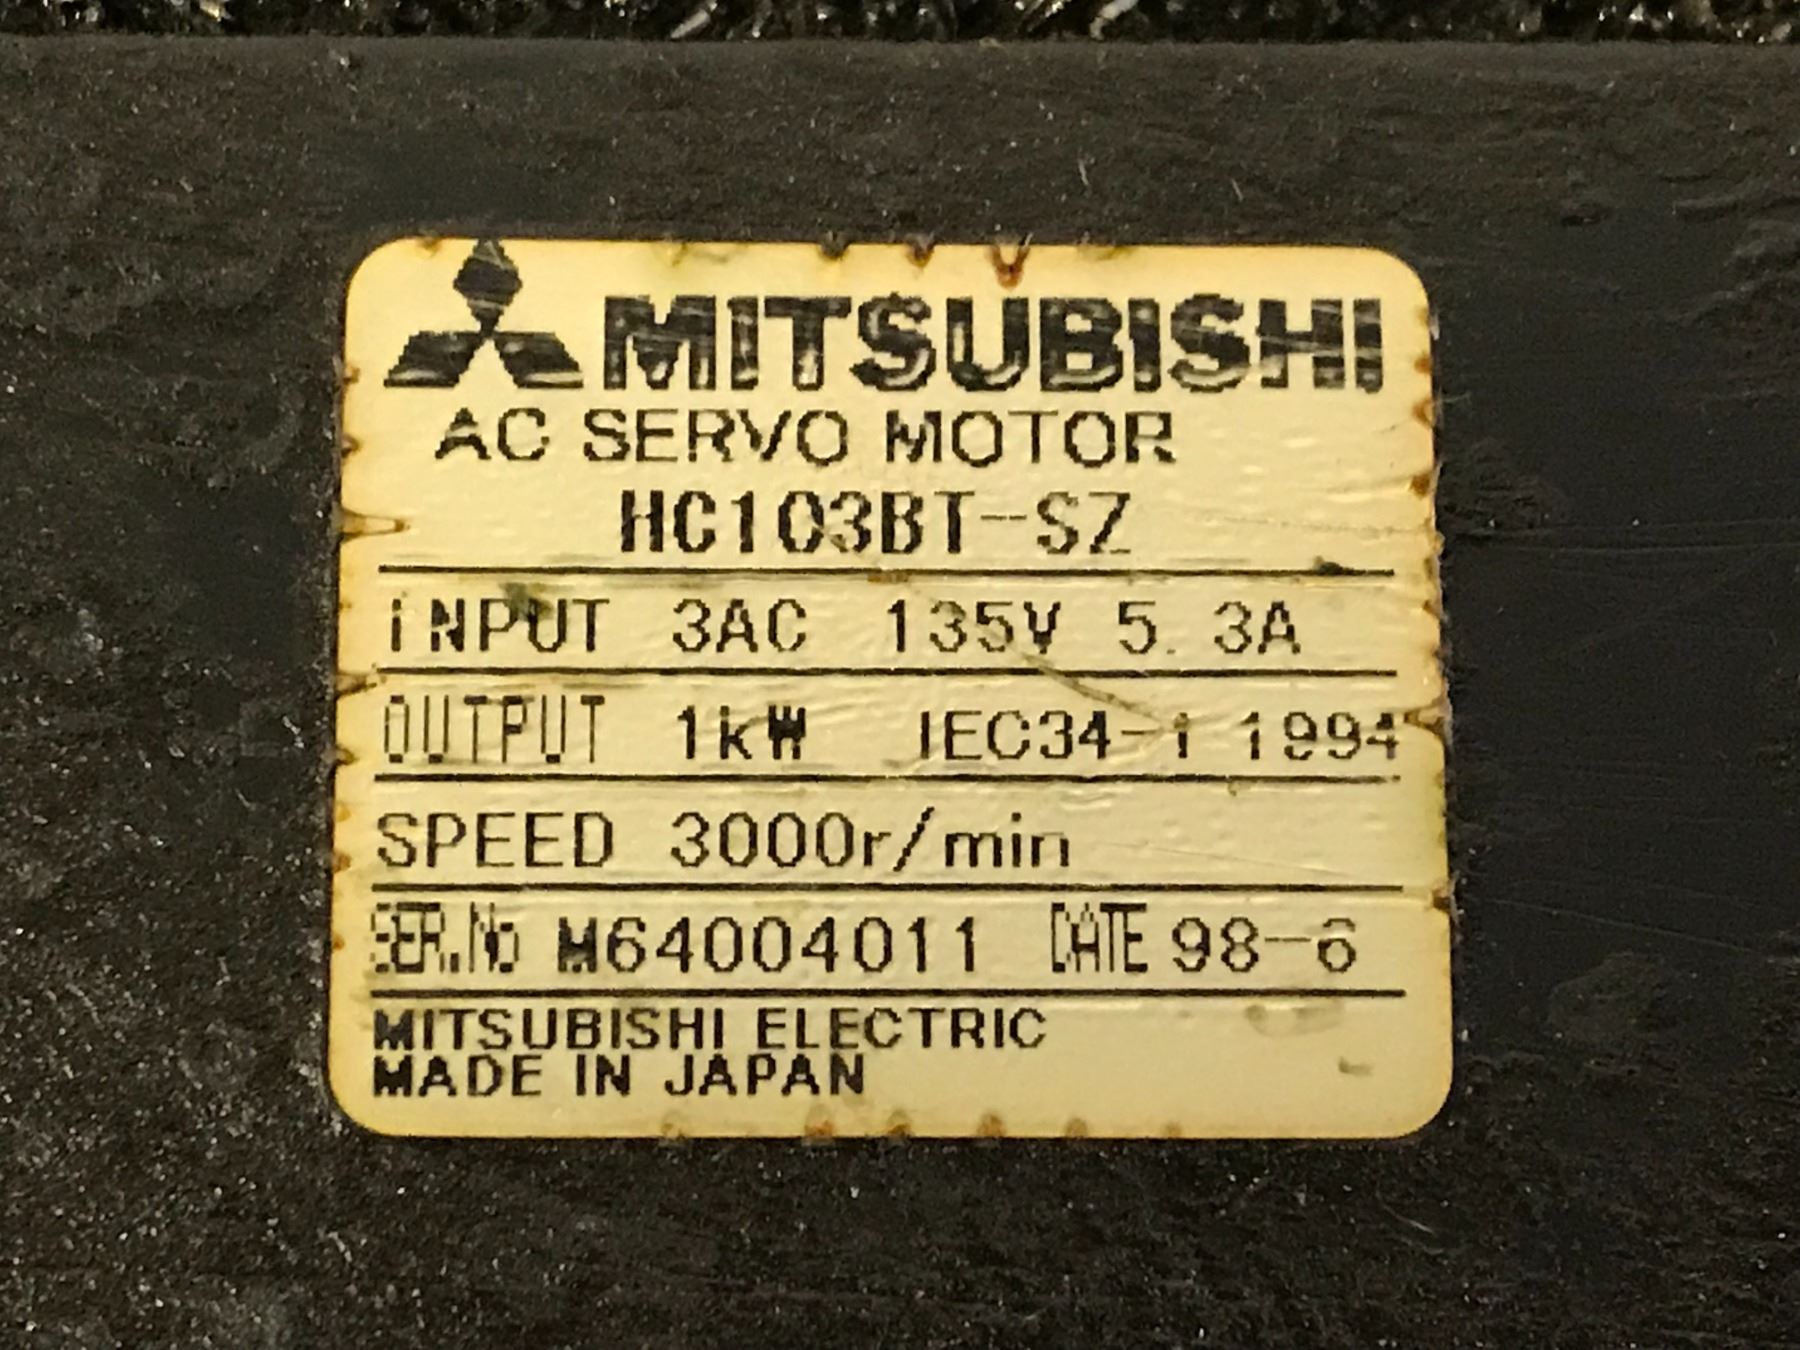 MITSUBISHI
AC SERVO MOTOR
HC103BT-SZ
INPUT 3AC 135V 5.3A
OUTPUT 1kW IEC34-1 1994
SPEED 3000r/min
SER.No M64004011 DATE 98-6
MITSUBISHI ELECTRIC
MADE IN JAPAN